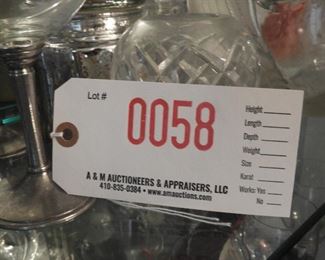 Lot #
0058
A & M AUCTIONEERS & APPRAISERS, LLC
410-835-0384 • www.amauctions.com
Height
Length
Depth
Weight
Size
Karat
Works: Yes
No